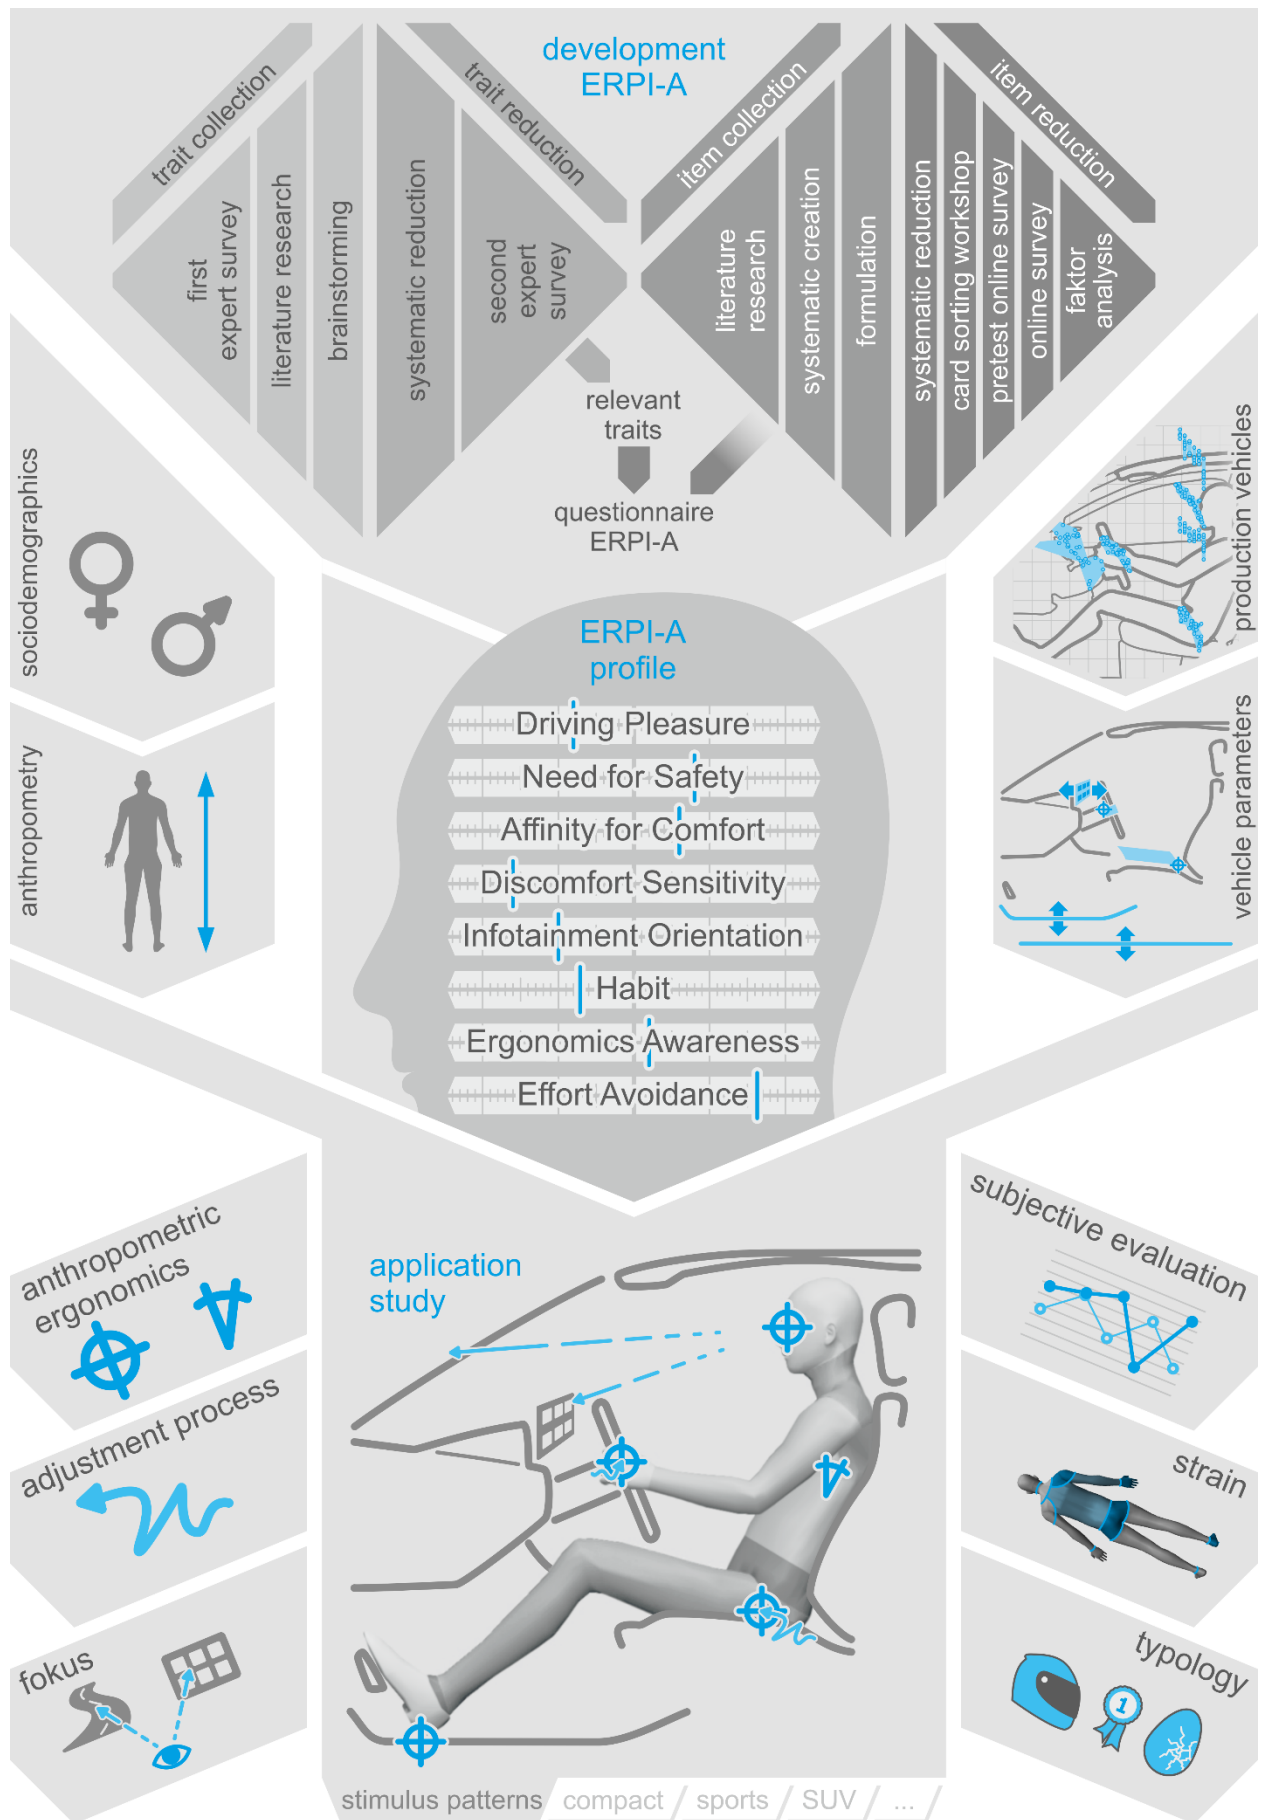 development
ERPI-A
trait collection
trait reduction
item collection
item reduction
first
expert survey
literature research
brainstorming
systematic reduction
second
expert
survey
literature
research
systematic creation
formulation
systematic reduction
card sorting workshop
pretest online survey
online survey
faktor
analysis
relevant
traits
questionnaire
ERPI-A
sociodemographics
anthropometry
production vehicles
vehicle parameters
ERPI-A
profile
Driving Pleasure
Need for Safety
Affinity for Comfort
Discomfort Sensitivity
Infotainment Orientation
Habit
Ergonomics Awareness
Effort Avoidance
anthropometric
ergonomics
adjustment process
fokus
application
study
subjective evaluation
strain
typology
1
stimulus patterns / compact / sports / SUV / ...